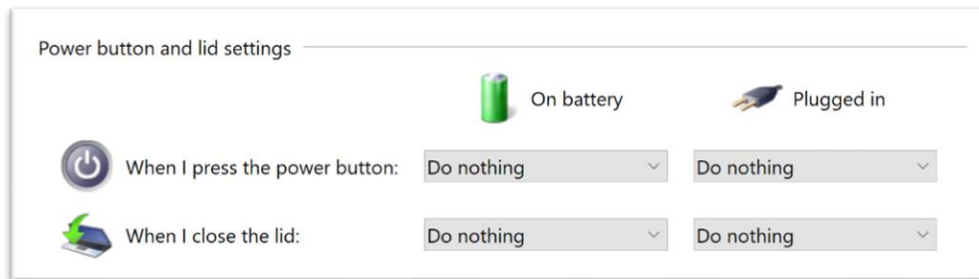 Power button and lid settings
On battery Plugged in
When I press the power button: Do nothing Do nothing
When I close the lid: Do nothing Do nothing